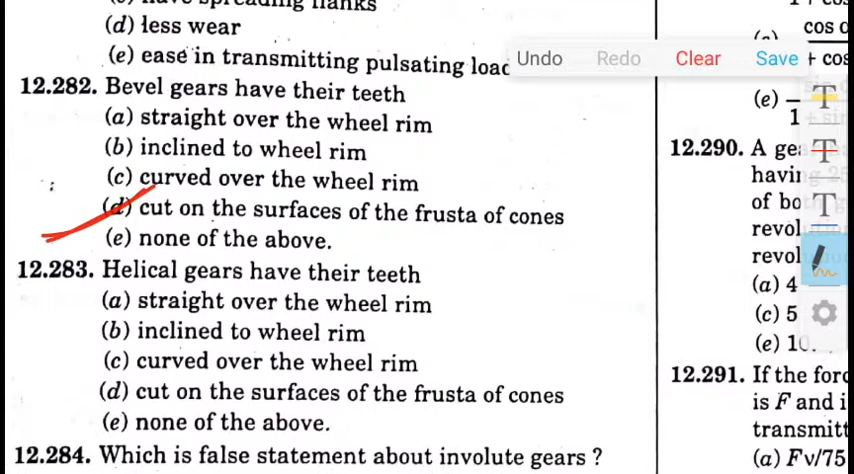 (d) less wear
(e) ease in transmitting pulsating load
12.282. Bevel gears have their teeth
(a) straight over the wheel rim
(b) inclined to wheel rim
(c) curved over the wheel rim
(d) cut on the surfaces of the frusta of cones
(e) none of the above.
12.283. Helical gears have their teeth
(a) straight over the wheel rim
(b) inclined to wheel rim
(c) curved over the wheel rim
(d) cut on the surfaces of the frusta of cones
(e) none of the above.
12.284. Which is false statement about involute gears ?
Undo Redo Clear Save
cos
+ cos
(e)
1
12.290. A
of
(a) 4
(c) 5
(e)
12.291. If the
is F and
(a) Fv/75